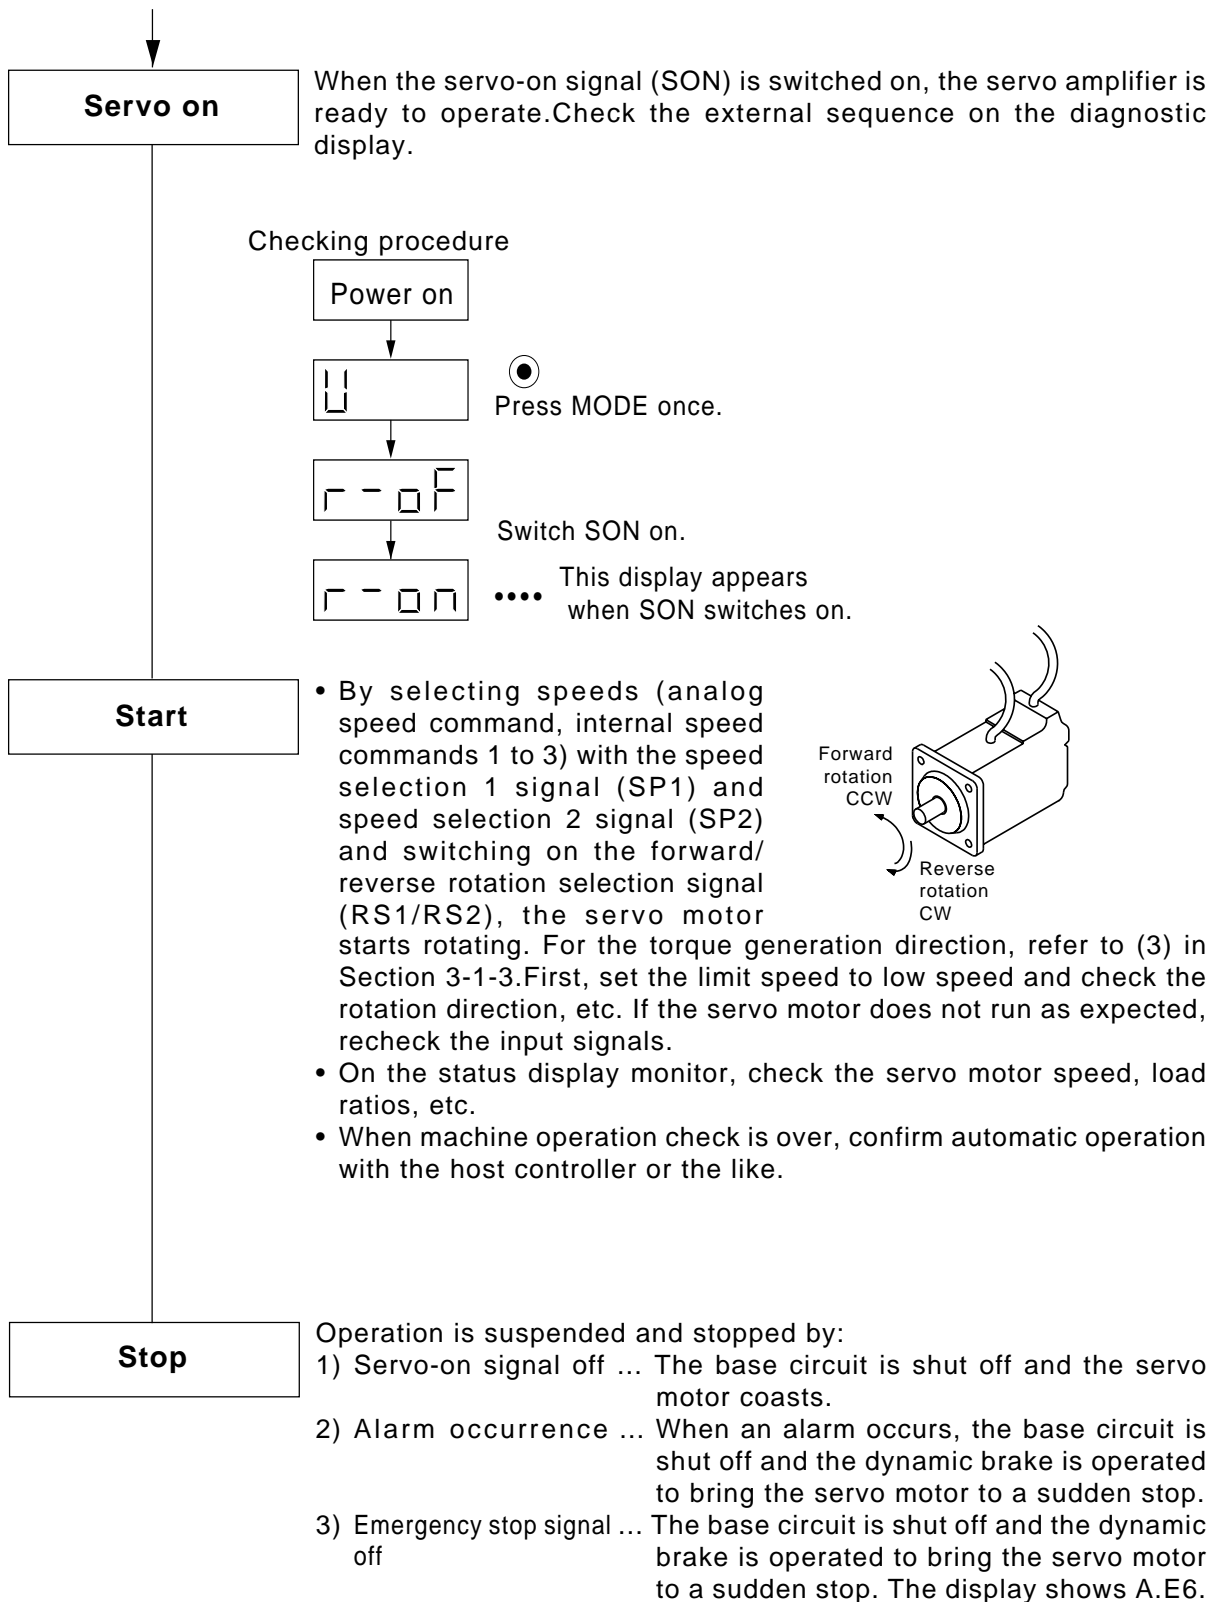 Servo on
When the servo-on signal (SON) is switched on, the servo amplifier is
ready to operate.Check the external sequence on the diagnostic
display.
Checking procedure
Power on
U
Press MODE once.
r-oF
Switch SON on.
r-on
•••• This display appears
when SON switches on.
Start
• By selecting speeds (analog
speed command, internal speed
commands 1 to 3) with the speed
selection 1 signal (SP1) and
speed selection 2 signal (SP2)
and switching on the forward/
reverse rotation selection signal
(RS1/RS2), the servo motor
Forward
rotation
CCW
Reverse
rotation
CW
starts rotating. For the torque generation direction, refer to (3) in
Section 3-1-3.First, set the limit speed to low speed and check the
rotation direction, etc. If the servo motor does not run as expected,
recheck the input signals.
• On the status display monitor, check the servo motor speed, load
ratios, etc.
• When machine operation check is over, confirm automatic operation
with the host controller or the like.
Stop
Operation is suspended and stopped by:
1) Servo-on signal off ... The base circuit is shut off and the servo
motor coasts.
2) Alarm occurrence ... When an alarm occurs, the base circuit is
shut off and the dynamic brake is operated
to bring the servo motor to a sudden stop.
3) Emergency stop signal ... The base circuit is shut off and the dynamic
off brake is operated to bring the servo motor
to a sudden stop. The display shows A.E6.